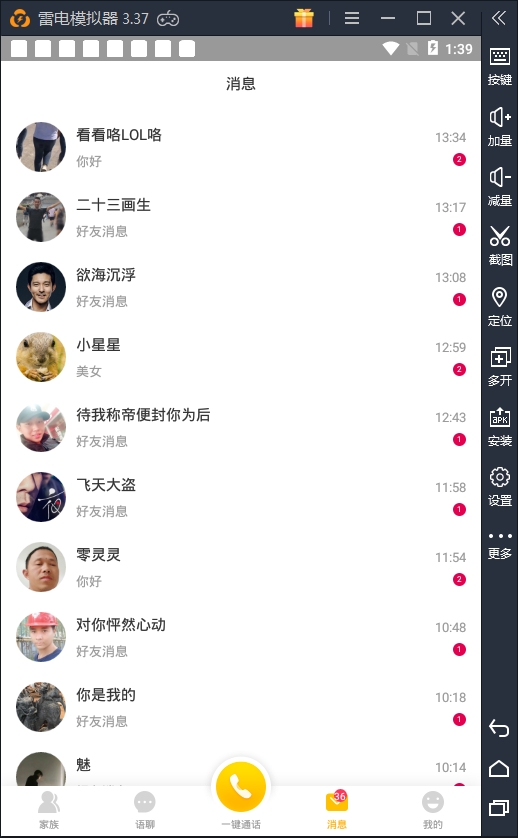 雷电模拟器 3.37
1:39
消息
看看咯LOL咯
13:34
你好
2
二十三画生
13:17
好友消息
1
欲海沉浮
13:08
好友消息
1
小星星
12:59
美女
2
待我称帝便封你为后
12:43
好友消息
1
飞天大盗
11:58
好友消息
1
零灵灵
11:54
你好
2
对你怦然心动
10:48
好友消息
1
你是我的
10:18
好友消息
1
魅
10:14
家族
语聊
一键通话
36
消息
我的
按键
加量
减量
截图
定位
多开
APK
安装
设置
更多